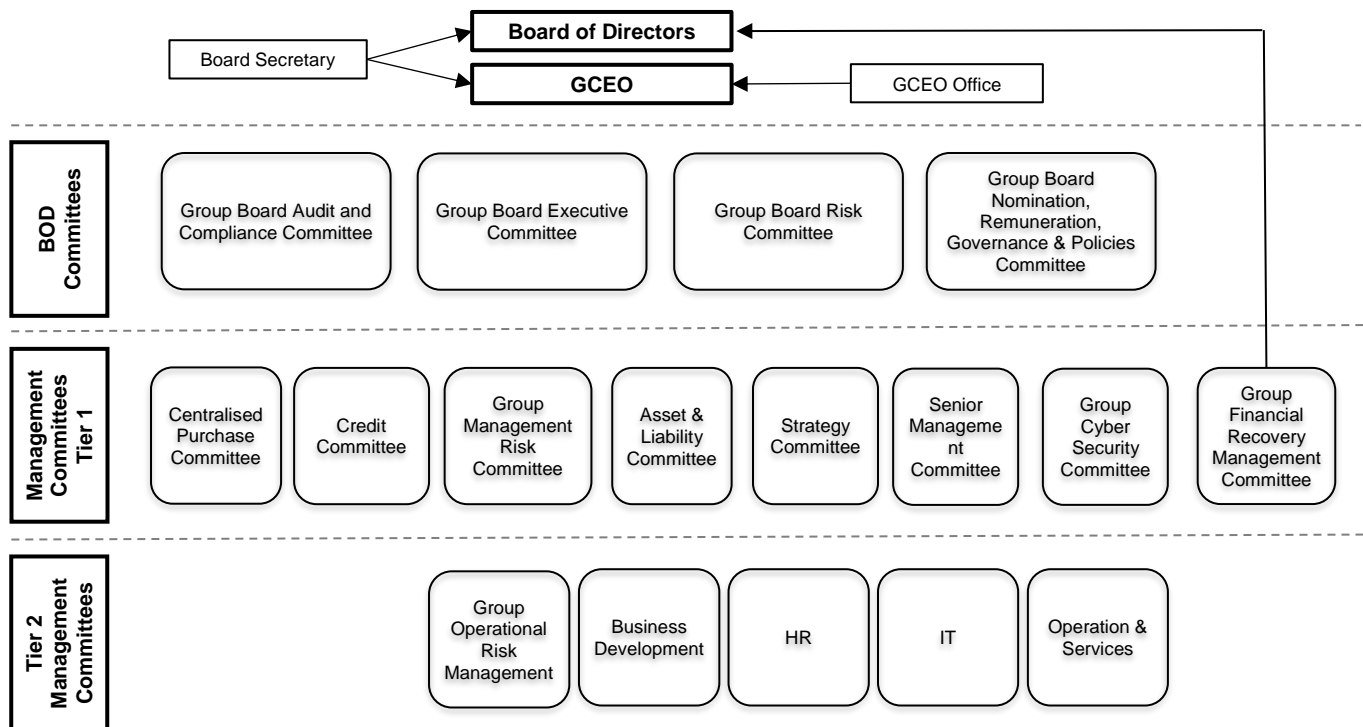 Board of Directors
Board Secretary
GCEO
GCEO Office
BOD
Committees
Group Board Audit and
Compliance Committee
Group Board Executive
Committee
Group Board Risk
Committee
Group Board
Nomination,
Remuneration,
Governance & Policies
Committee
Management
Committees
Tier 1
Centralised
Purchase
Committee
Credit
Committee
Group
Management
Risk
Committee
Asset &
Liability
Committee
Strategy
Committee
Senior
Manageme
nt
Committee
Group
Cyber
Security
Committee
Group
Financial
Recovery
Management
Committee
Tier 2
Management
Committees
Group
Operational
Risk
Management
Business
Development
HR
IT
Operation &
Services